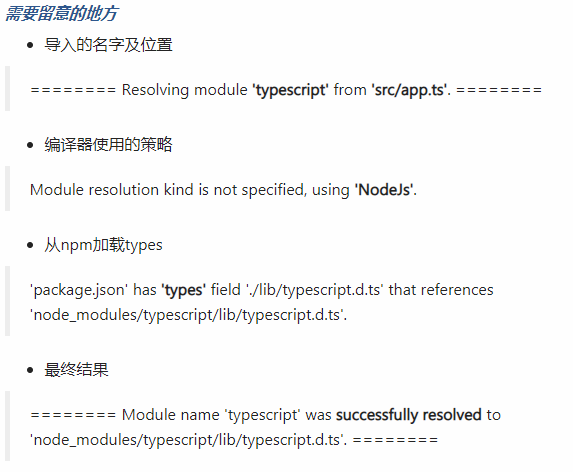 需要留意的地方
导入的名字及位置
======== Resolving module 'typescript' from 'src/app.ts'. ========
编译器使用的策略
Module resolution kind is not specified, using 'NodeJs'.
从npm加载types
'package.json' has 'types' field './lib/typescript.d.ts' that references
'node_modules/typescript/lib/typescript.d.ts'.
最终结果
======== Module name 'typescript' was successfully resolved to
'node_modules/typescript/lib/typescript.d.ts'. ========